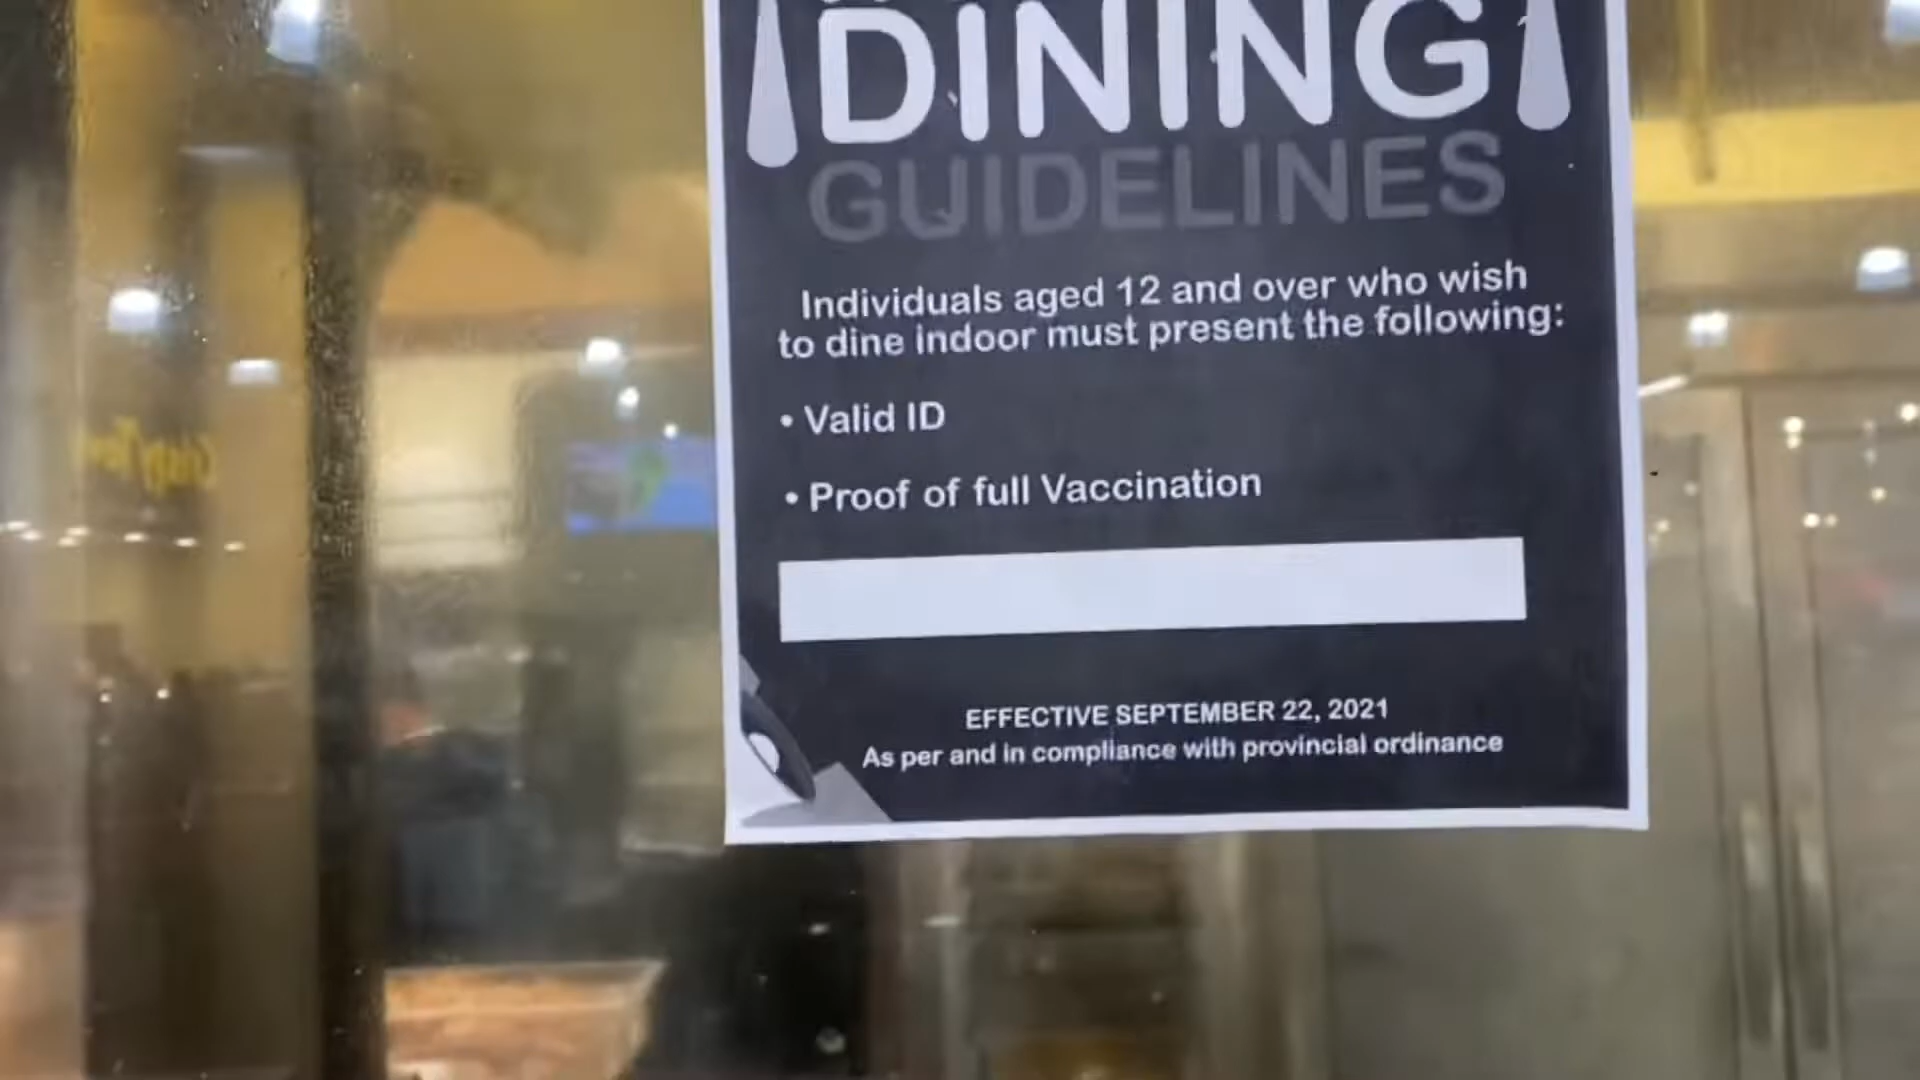 DINING
GUIDELINES
Individuals aged 12 and over who wish
to dine indoor must present the following:
• Valid ID
• Proof of full Vaccination
EFFECTIVE SEPTEMBER 22, 2021
As per and in compliance with provincial ordinance